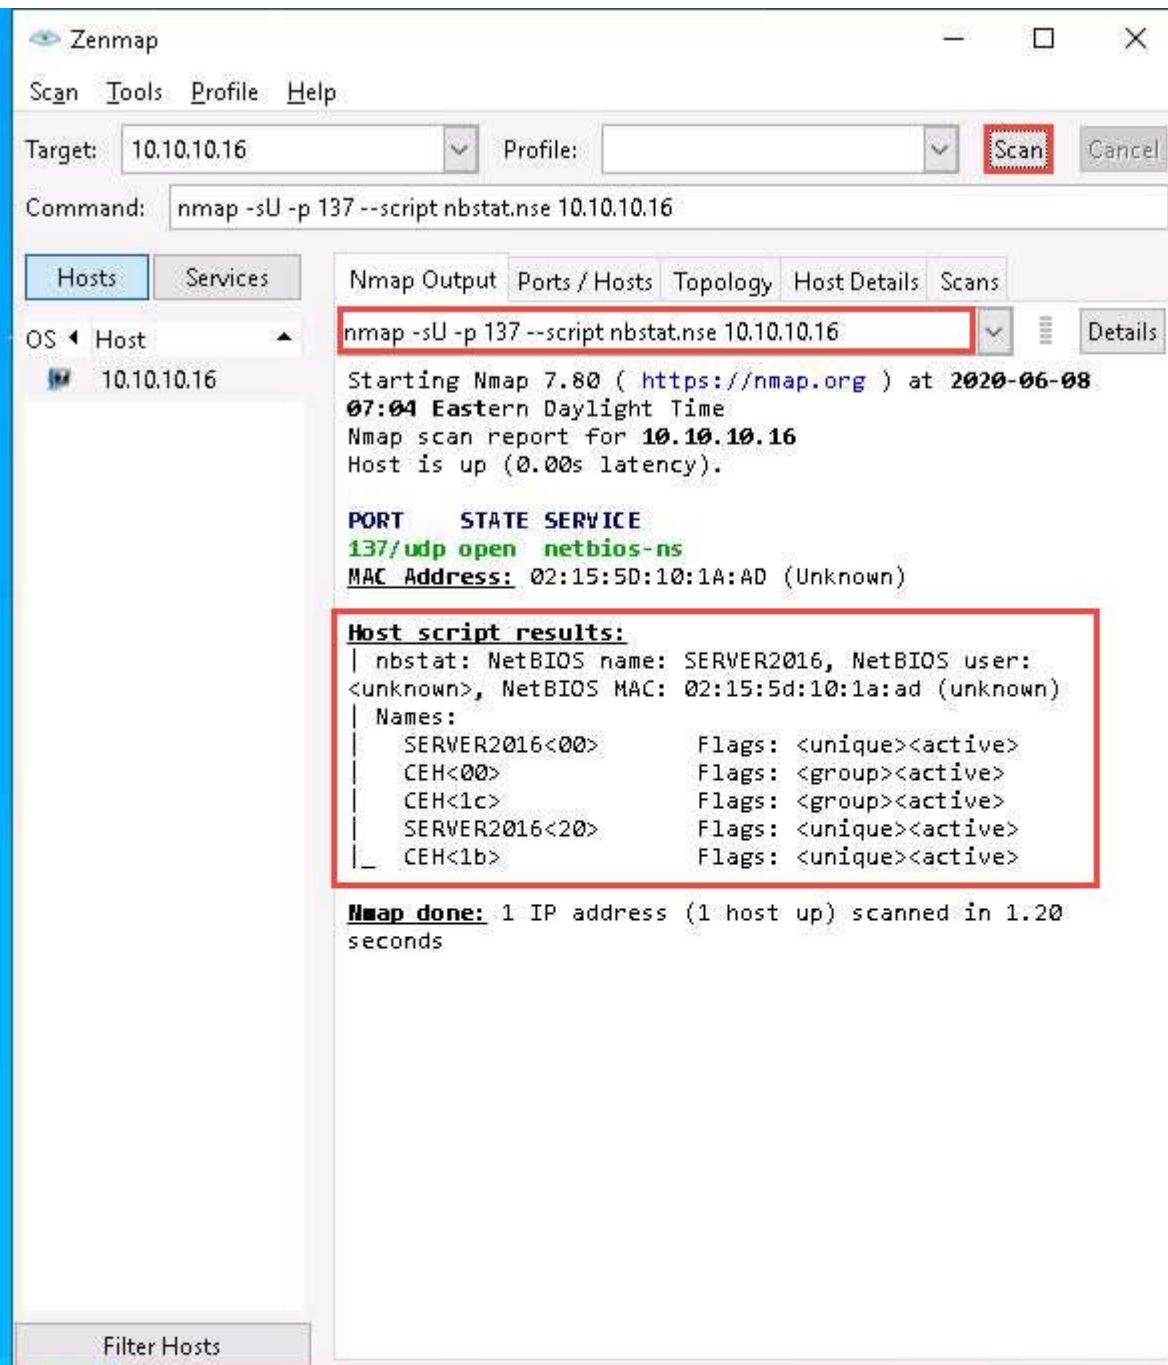 Zenmap
Scan Tools Profile Help
Target: 10.10.10.16 Profile: Scan Cancel
Command: nmap -sU -p 137 --script nbstat.nse 10.10.10.16
Hosts Services
Nmap Output Ports / Hosts Topology Host Details Scans
OS Host
nmap -sU -p 137 --script nbstat.nse 10.10.10.16 Details
10.10.10.16
Starting Nmap 7.80 ( https://nmap.org ) at 2020-06-08
07:04 Eastern Daylight Time
Nmap scan report for 10.10.10.16
Host is up (0.00s latency).
PORT STATE SERVICE
137/udp open netbios-ns
MAC Address: 02:15:5D:10:1A:AD (Unknown)
Host script results:
| nbstat: NetBIOS name: SERVER2016, NetBIOS user:
<unknown>, NetBIOS MAC: 02:15:5d:10:1a:ad (unknown)
| Names:
| SERVER2016<00> Flags: <unique><active>
| CEH<00> Flags: <group><active>
| CEH<1c> Flags: <group><active>
| SERVER2016<20> Flags: <unique><active>
|_ CEH<1b> Flags: <unique><active>
Nmap done: 1 IP address (1 host up) scanned in 1.20
seconds
Filter Hosts